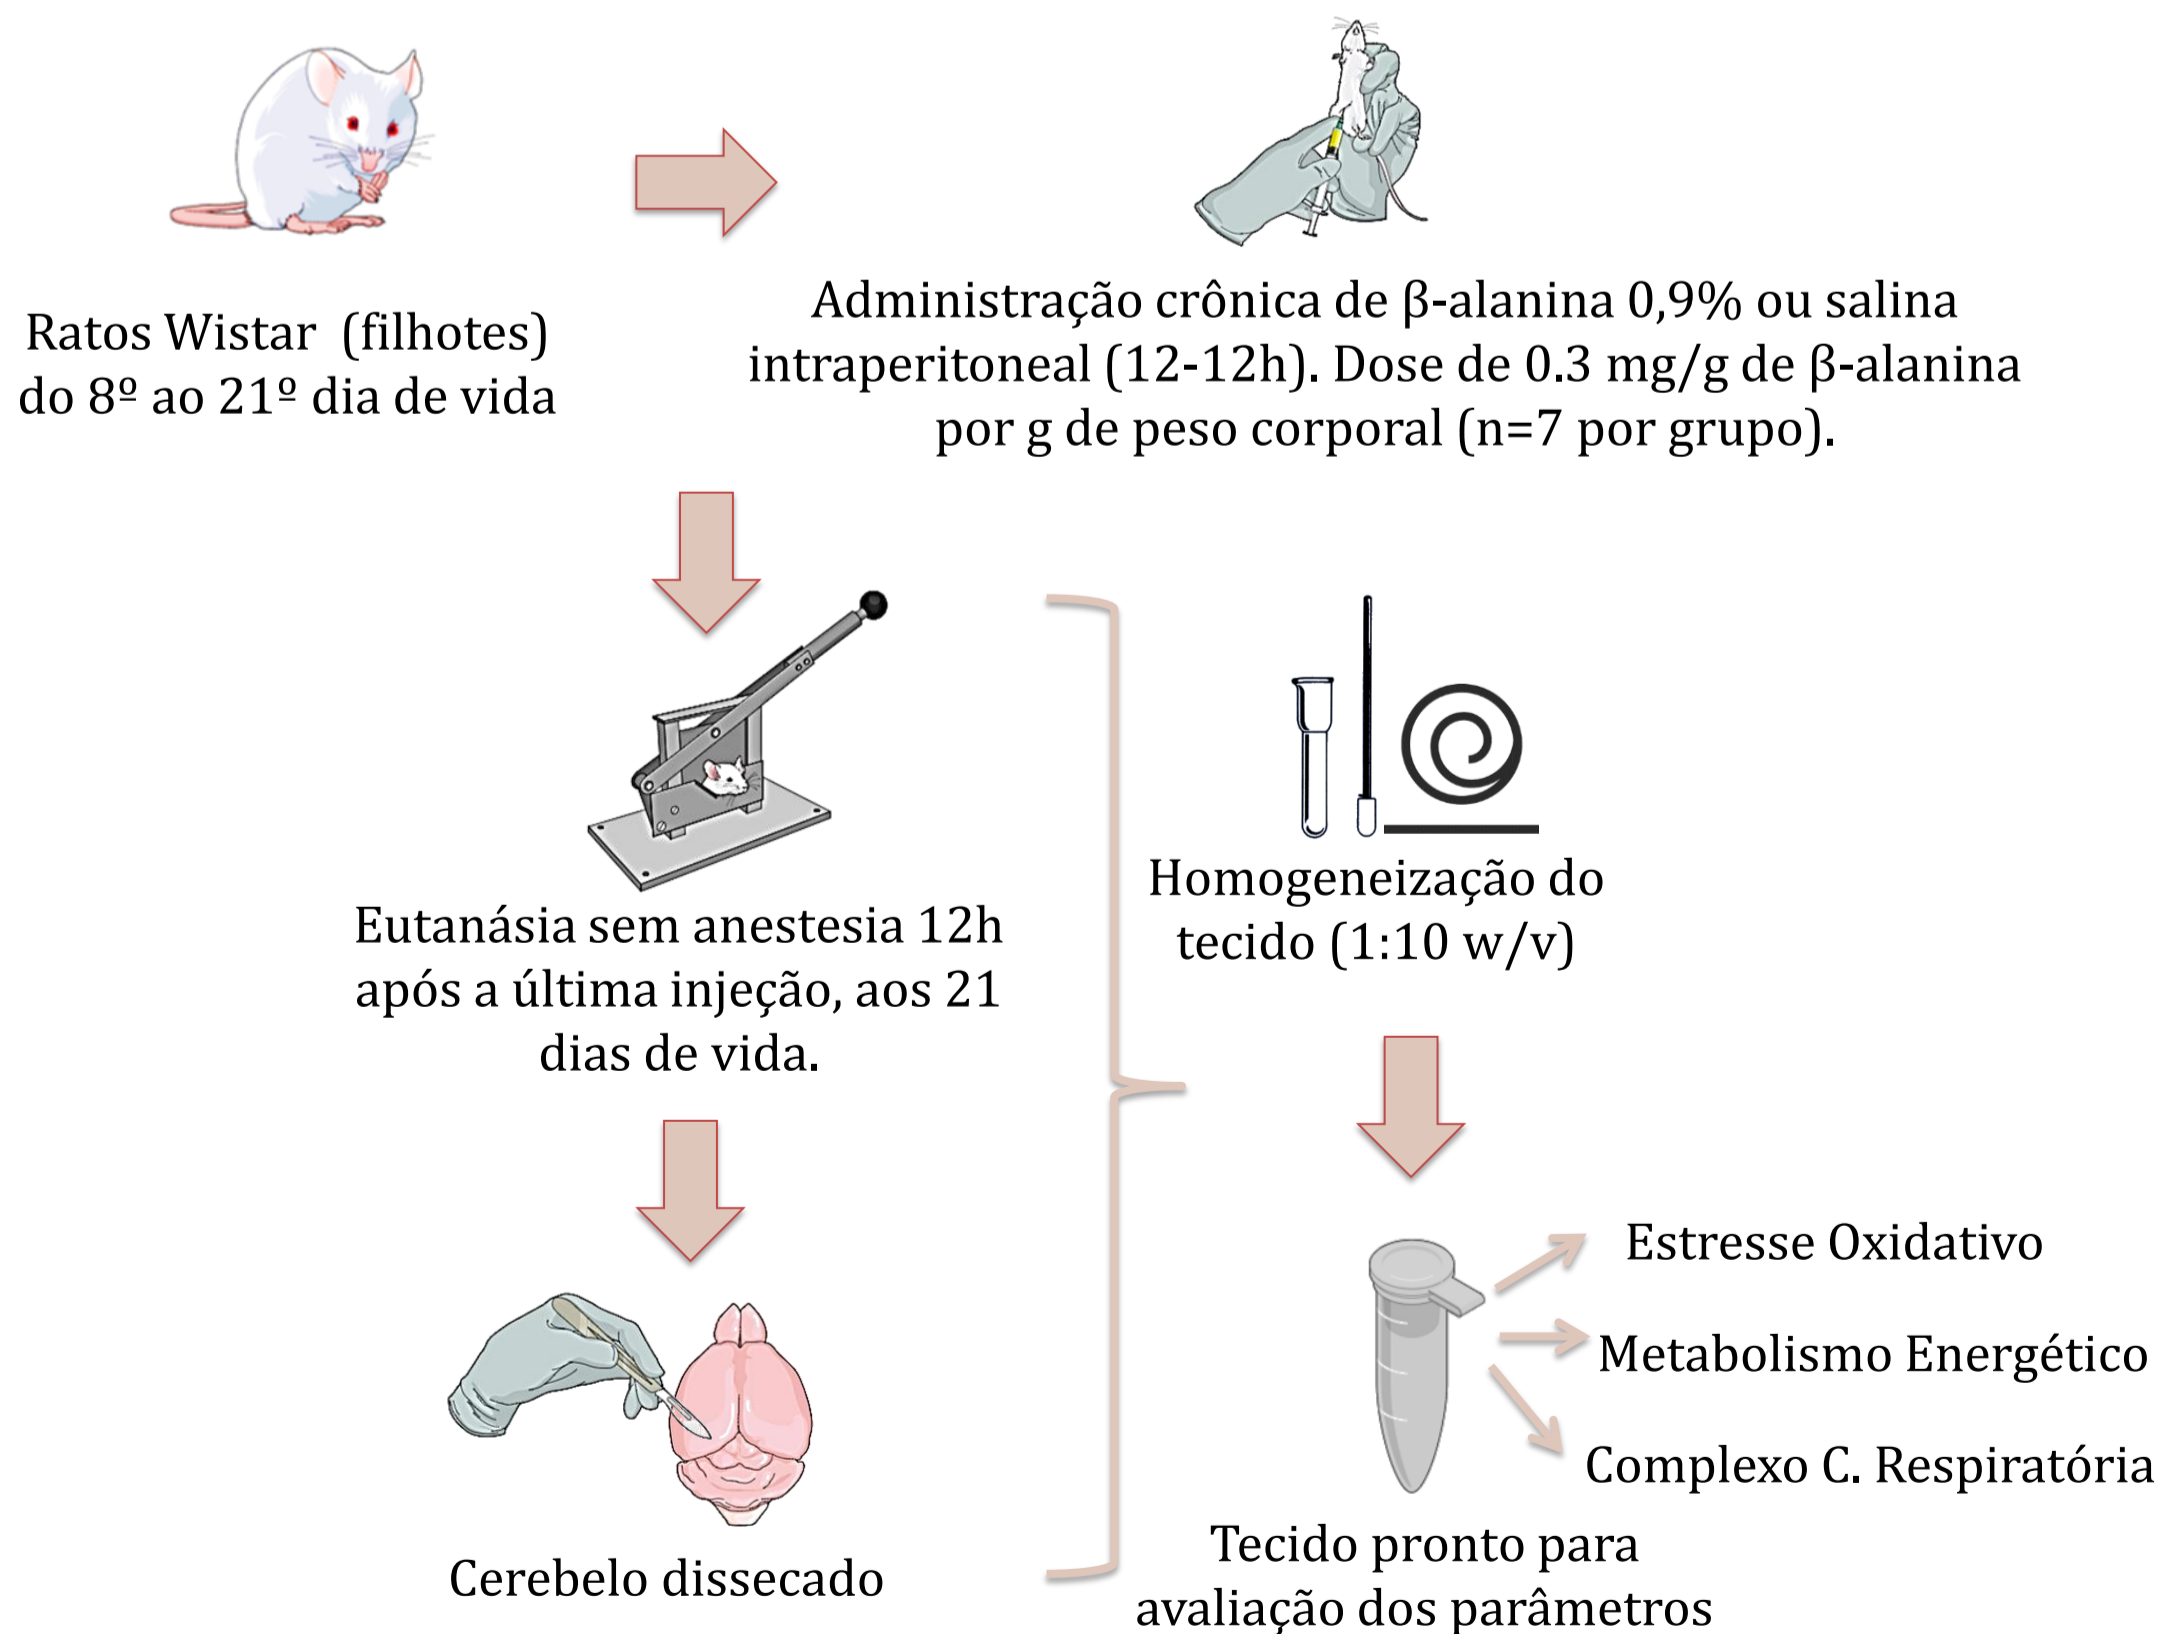 Ratos Wistar (filhotes)
do 8º ao 21º dia de vida
Administração crônica de β-alanina 0,9% ou salina
intraperitoneal (12-12h). Dose de 0.3 mg/g de β-alanina
por g de peso corporal (n=7 por grupo).
Eutanásia sem anestesia 12h
após a última injeção, aos 21
dias de vida.
Cerebelo dissecado
Homogeneização do
tecido (1:10 w/v)
Estresse Oxidativo
Metabolismo Energético
Complexo C. Respiratória
Tecido pronto para
avaliação dos parâmetros